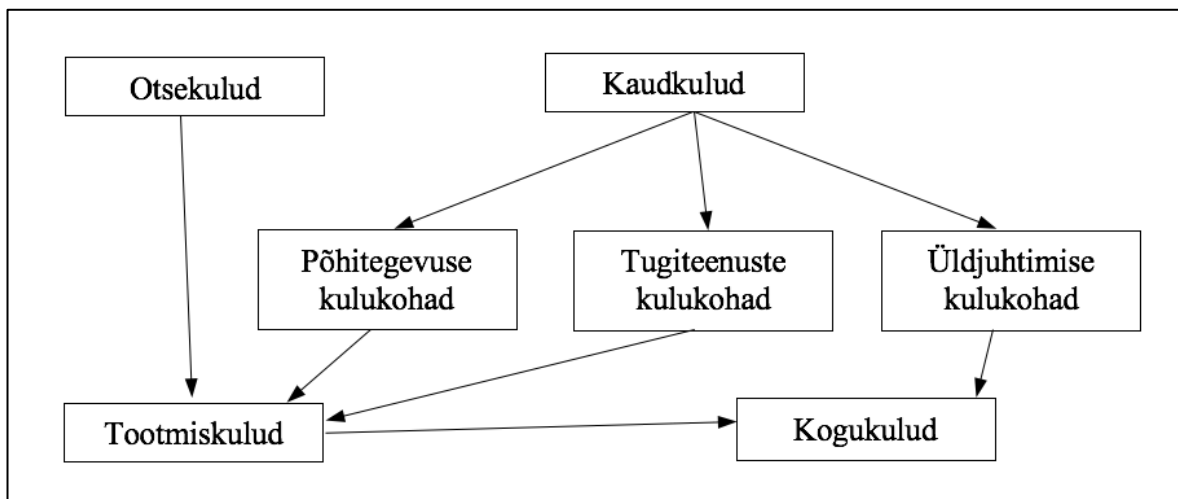 Otsekulud
Kaudkulud
Põhitegevuse
kulukohad
Tugiteenuste
kulukohad
Üldjuhtimise
kulukohad
Tootmiskulud
Kogukulud